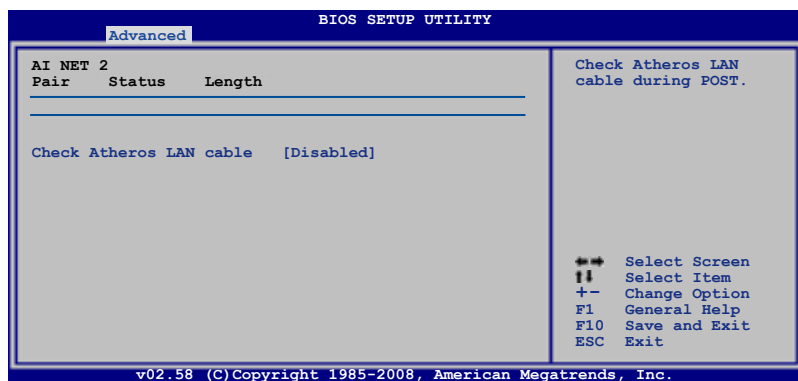 BIOS SETUP UTILITY
Advanced
AI NET 2
Pair Status Length
Check Atheros LAN cable [Disabled]
Check Atheros LAN
cable during POST.
Select Screen
Select Item
+- Change Option
F1 General Help
F10 Save and Exit
ESC Exit
v02.58 (C)Copyright 1985-2008, American Megatrends, Inc.